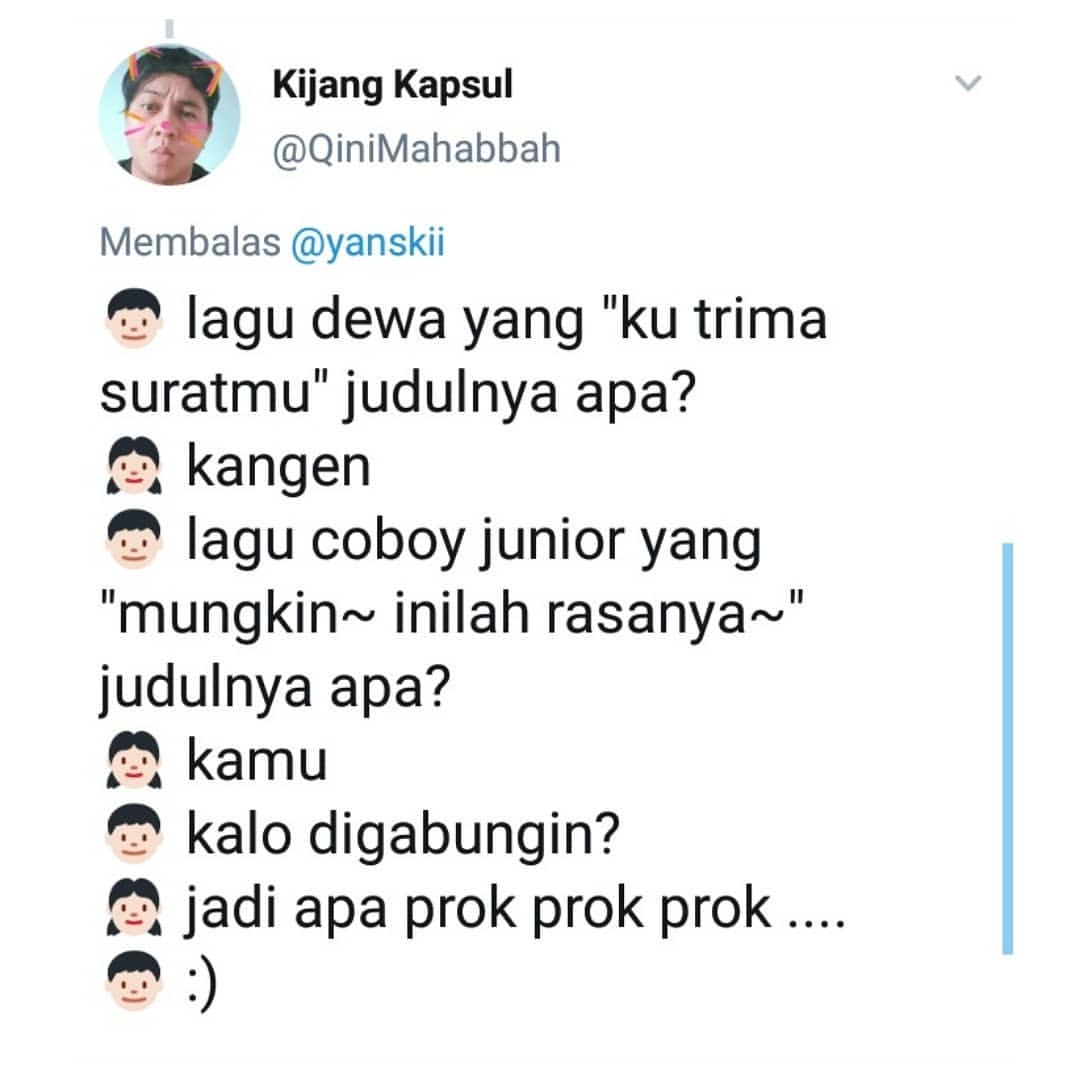 Kijang Kapsul
@QiniMahabbah
Membalas @yanskii
👦🏻 lagu dewa yang "ku trima
suratmu" judulnya apa?
👧🏻 kangen
👦🏻 lagu coboy junior yang
"mungkin~ inilah rasanya~"
judulnya apa?
👧🏻 kamu
👦🏻 kalo digabungin?
👧🏻 jadi apa prok prok prok ....
👦🏻 :)